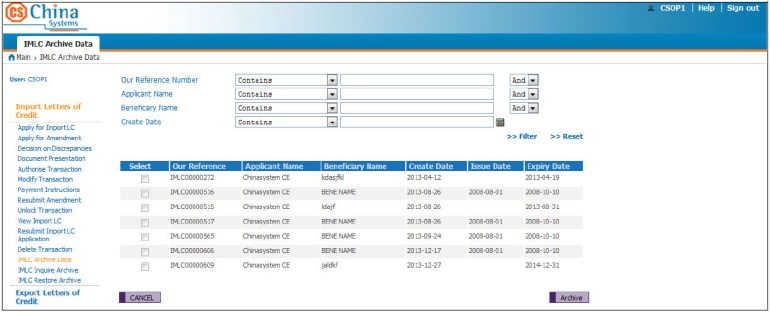 CS China
Systems
CSOP1 | Help | Sign out
IMLC Archive Data
Main › IMLC Archive Data
User: CSOP1
Import Letters of
Credit
Apply for Import LC
Apply for Amendment
Decision on Discrepancies
Document Presentation
Authorise Transaction
Modify Transaction
Payment Instructions
Resubmit Amendment
Unlock Transaction
View Import LC
Resubmit Import LC
Application
Delete Transaction
IMLC Archive Data
IMLC Inquire Archive
IMLC Restore Archive
Export Letters of
Credit
Our Reference Number Contains And
Applicant Name Contains And
Beneficiary Name Contains And
Create Date Contains
>> Filter >> Reset
Select Our Reference Applicant Name Beneficiary Name Create Date Issue Date Expiry Date
IMLC00000272 Chinasystem CE kdasjfkd 2013-04-12 2013-04-19
IMLC00000516 Chinasystem CE BENE NAME 2013-08-26 2008-08-01 2008-10-10
IMLC00000515 Chinasystem CE ldajf 2013-08-26 2013-08-31
IMLC00000517 Chinasystem CE BENE NAME 2013-08-26 2008-08-01 2008-10-10
IMLC00000565 Chinasystem CE BENE NAME 2013-09-24 2008-08-01 2008-10-10
IMLC00000606 Chinasystem CE BENE NAME 2013-12-17 2008-08-01 2008-10-10
IMLC00000609 Chinasystem CE jaldkf 2013-12-27 2014-12-31
CANCEL Archive